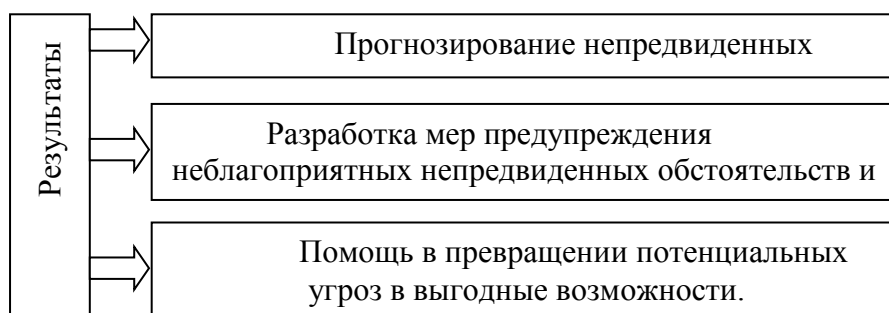 Результаты
Прогнозирование непредвиденных
Разработка мер предупреждения
неблагоприятных непредвиденных обстоятельств и
Помощь в превращении потенциальных
угроз в выгодные возможности.